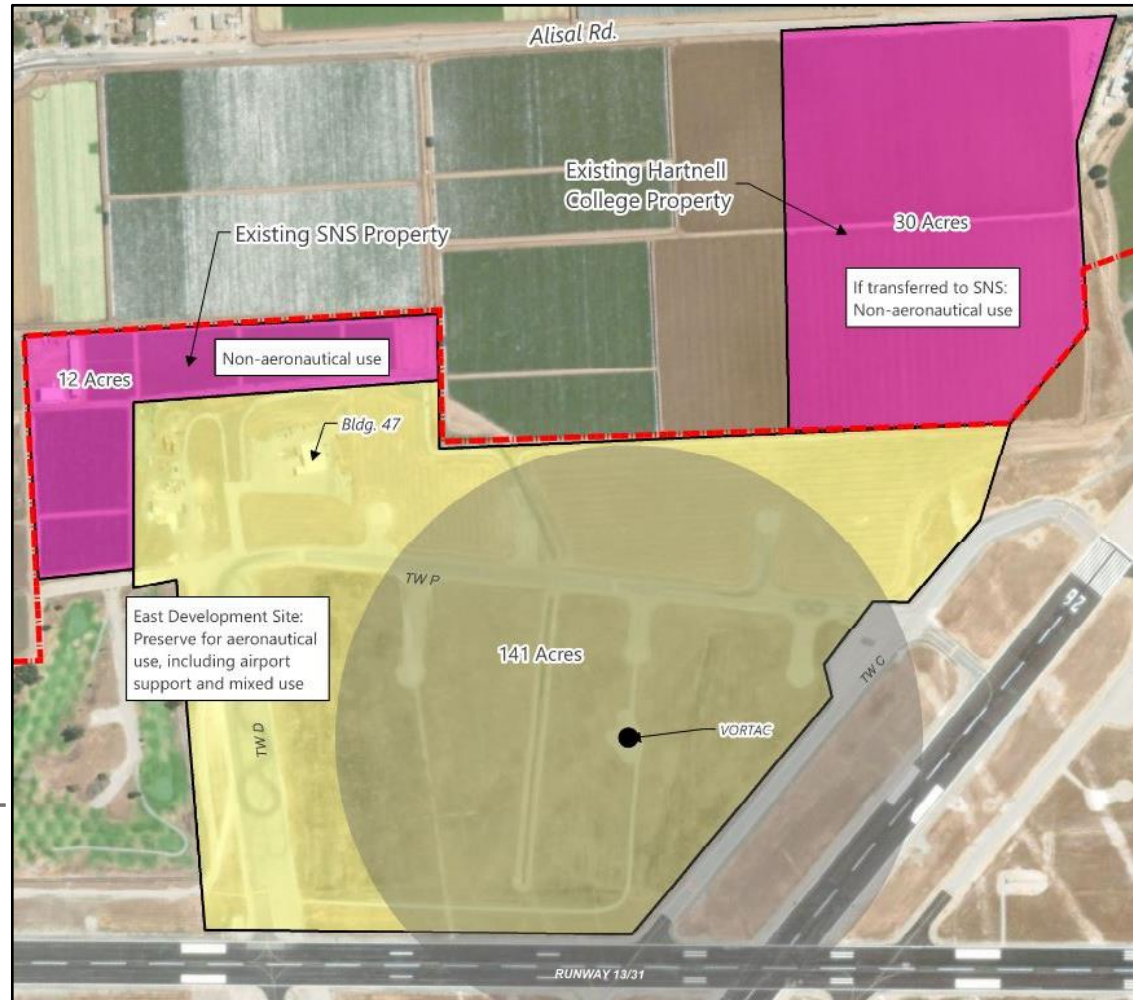 Alisal Rd.
Existing Hartnell
College Property
30 Acres
Existing SNS Property
If transferred to SNS:
Non-aeronautical use
Non-aeronautical use
12 Acres
Bldg. 47
TW P
26
East Development Site:
Preserve for aeronautical
use, including airport
support and mixed use
141 Acres
TW C
TW D
VORTAC
RUNWAY 13/31